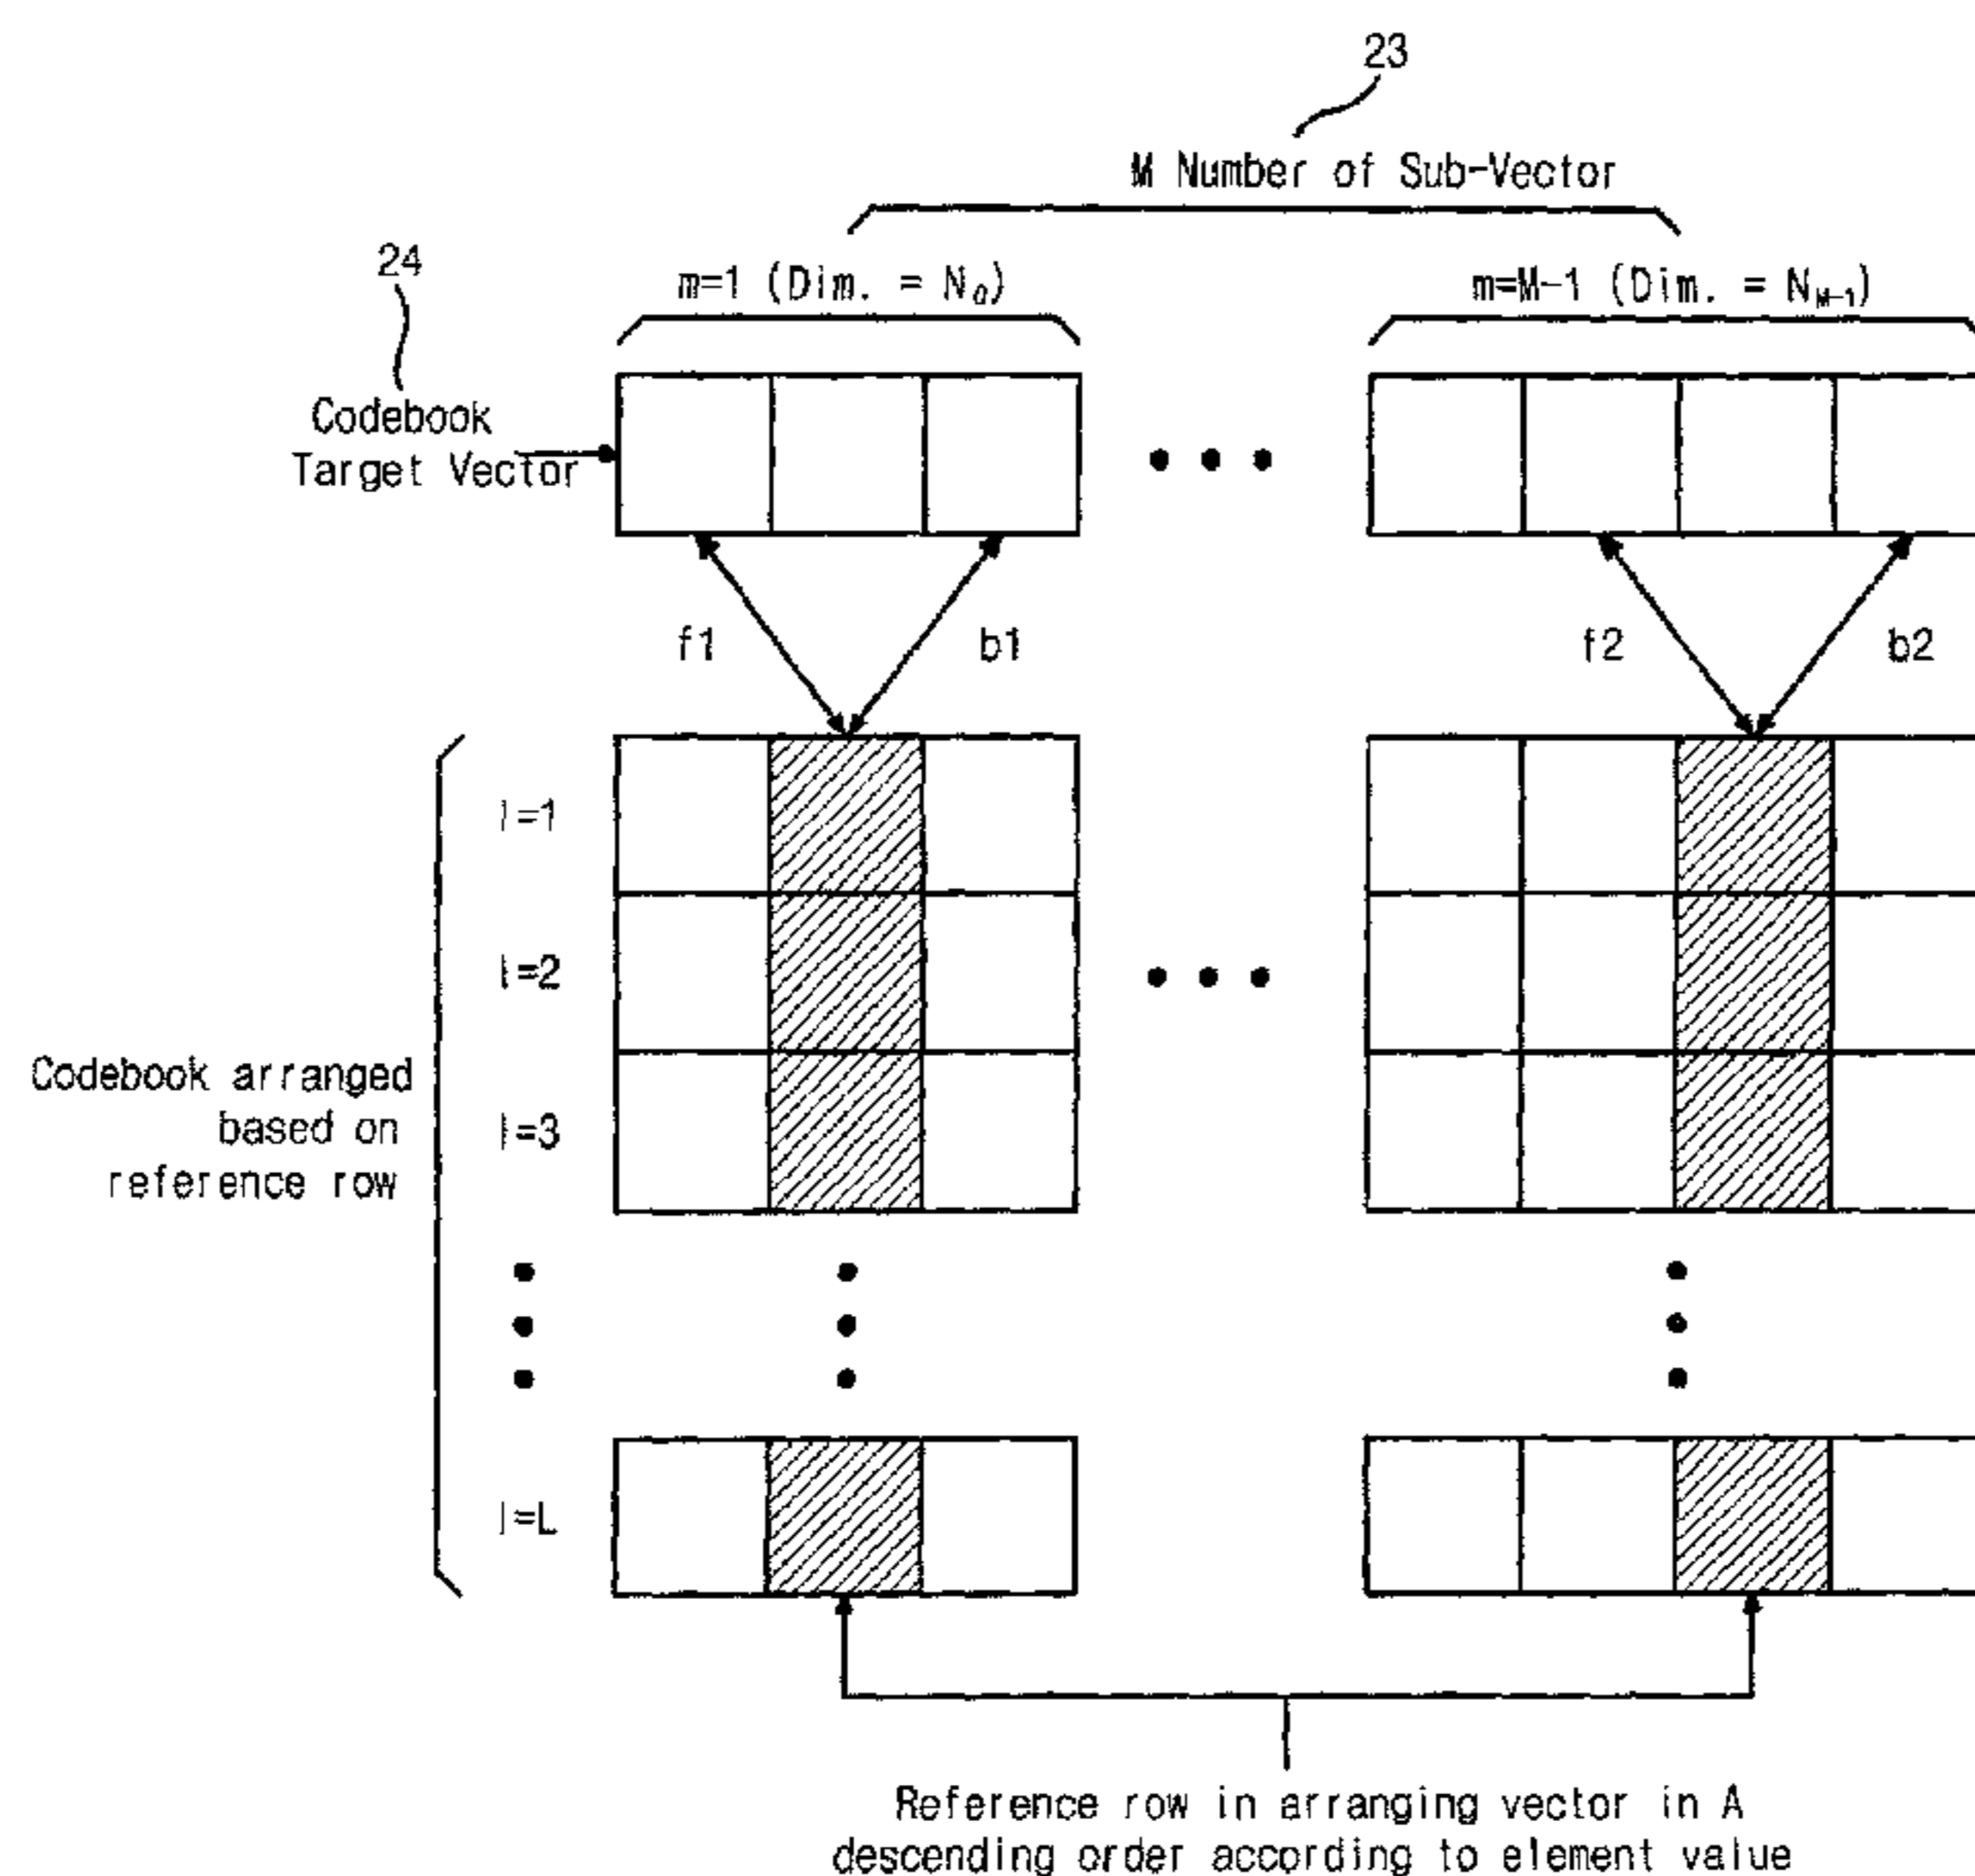 23
M Number of Sub-Vector
24
m=1 (Dim. = N₀)
m=M-1 (Dim. = N_{M-1})
Codebook
Target Vector
f1
b1
f2
b2
l=1
l=2
l=3
l=L
Codebook arranged
based on
reference row
Reference row in arranging vector in A
descending order according to element value